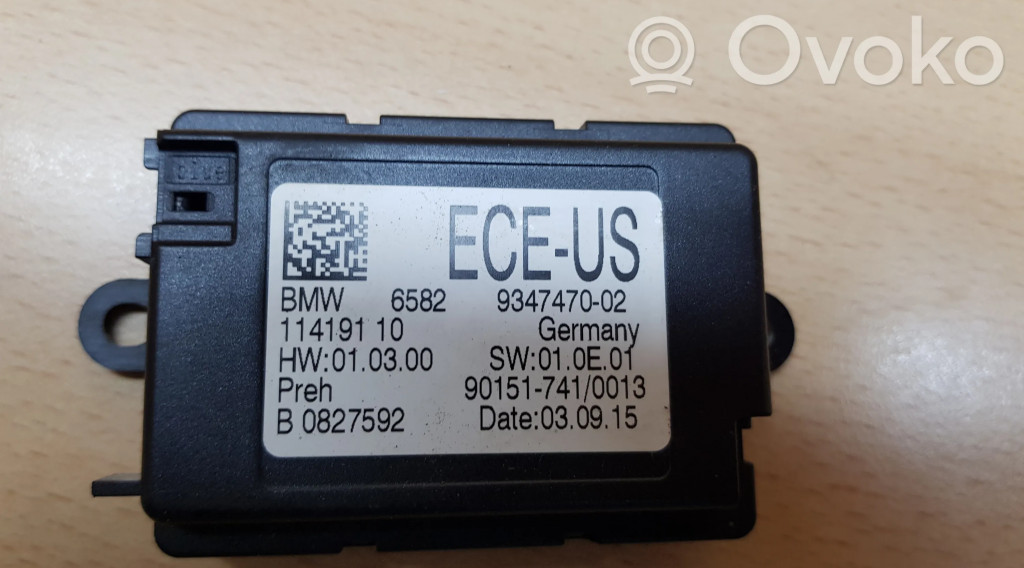 Ovoko
blue
ECE-US
BMW 6582 9347470-02
114191 10 Germany
HW:01.03.00 SW:01.0E.01
Preh 90151-741/0013
B 0827592 Date:03.09.15